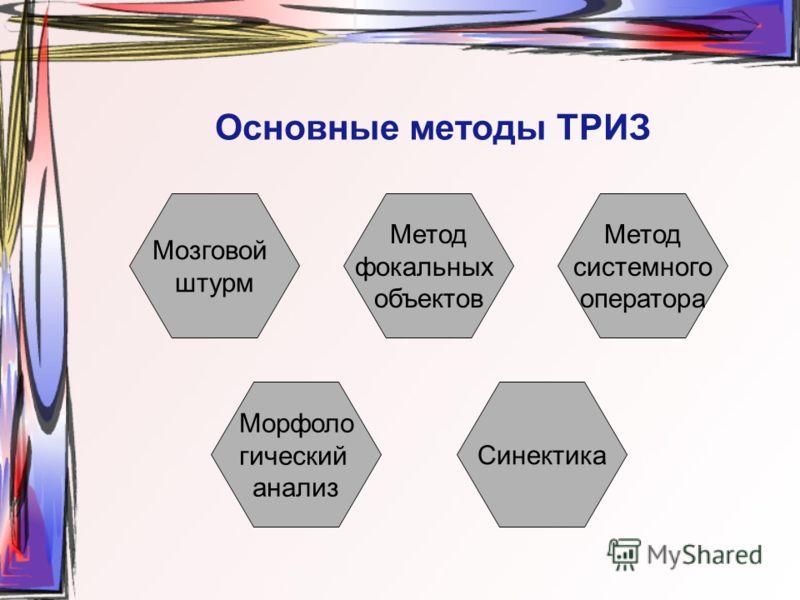 Основные методы ТРИЗ
Мозговой
штурм
Метод
фокальных
объектов
Метод
системного
оператора
Морфоло
гический
анализ
Синектика
MyShared